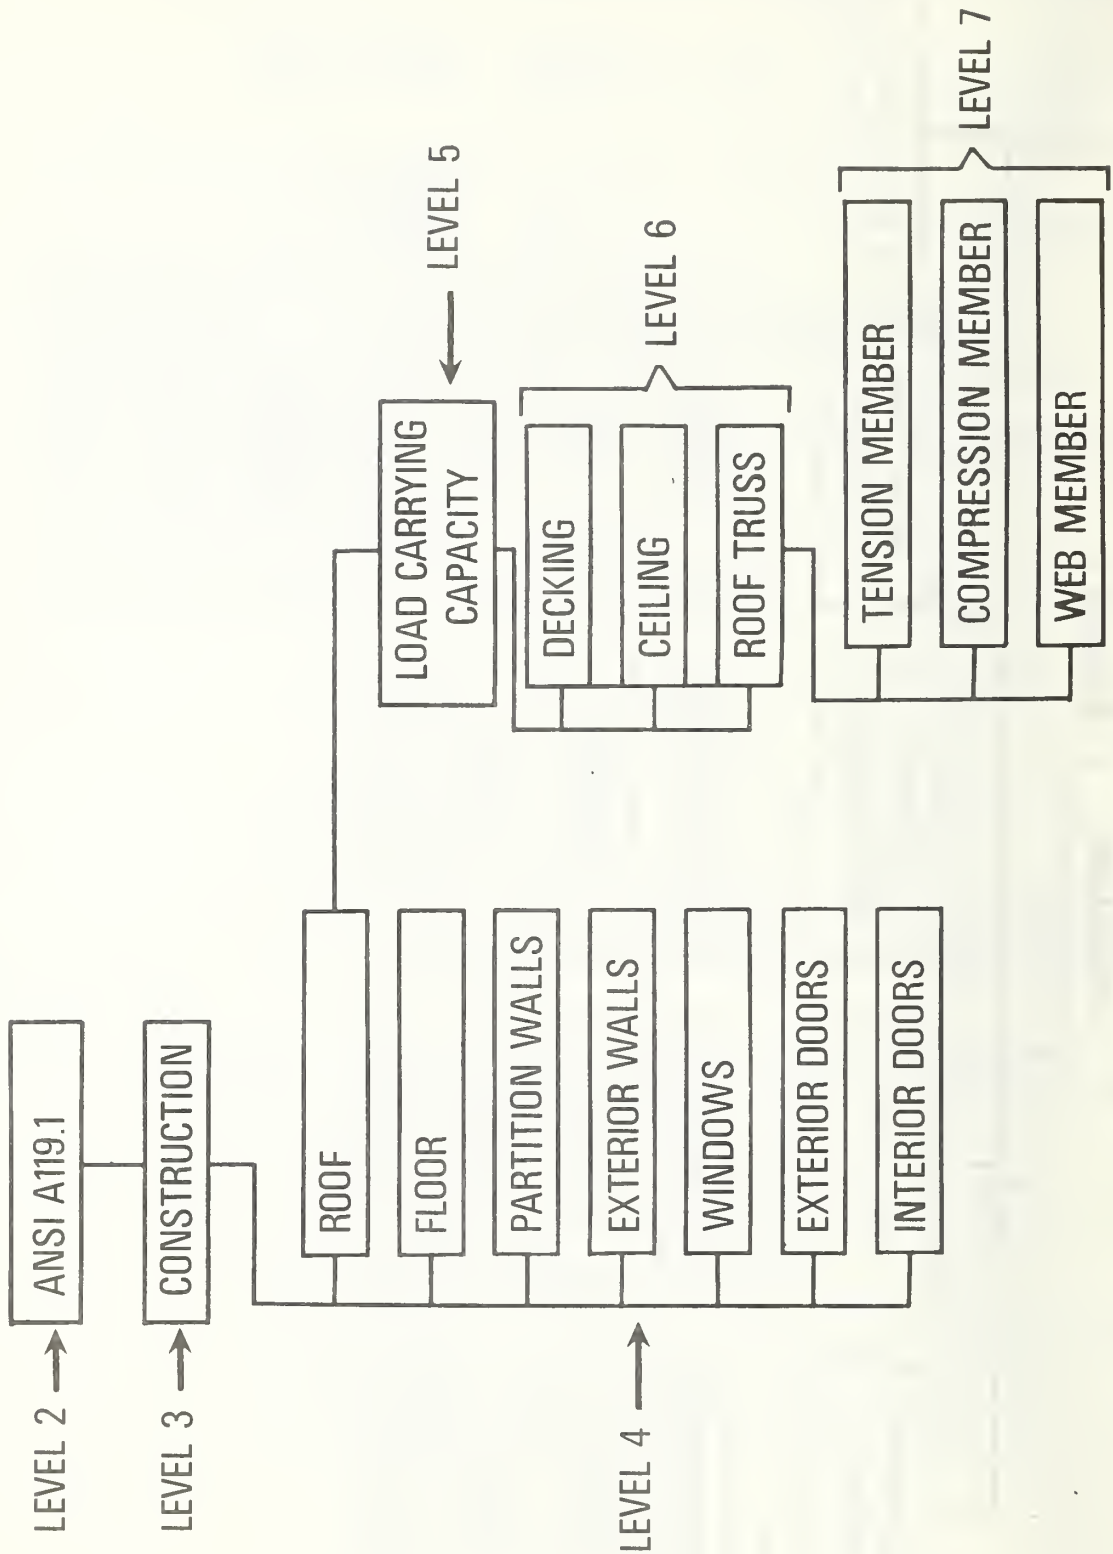 LEVEL 2
ANSI A119.1
LEVEL 3
CONSTRUCTION
LEVEL 4
ROOF
FLOOR
PARTITION WALLS
EXTERIOR WALLS
WINDOWS
EXTERIOR DOORS
INTERIOR DOORS
LOAD CARRYING
CAPACITY
LEVEL 5
DECKING
CEILING
ROOF TRUSS
LEVEL 6
TENSION MEMBER
COMPRESSION MEMBER
WEB MEMBER
LEVEL 7